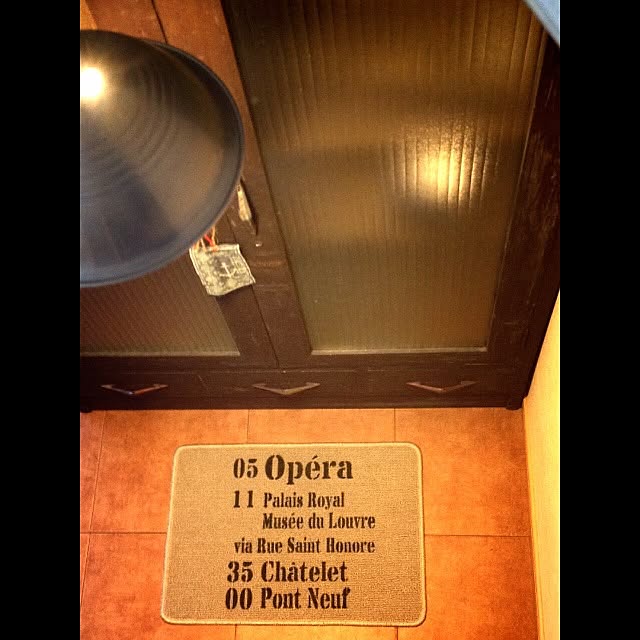 05 Opéra
11 Palais Royal
Musée du Louvre
via Rue Saint Honore
35 Châtelet
00 Pont Neuf